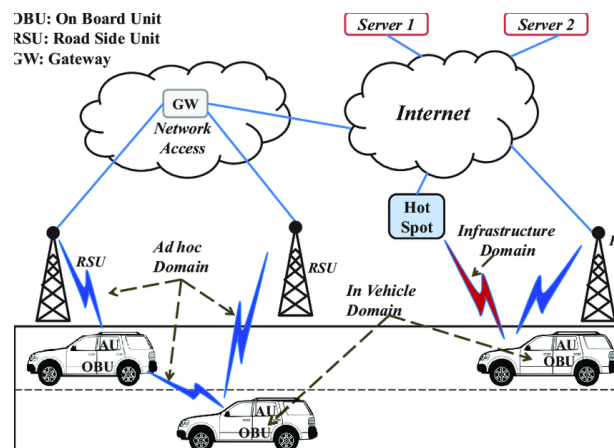 OBU: On Board Unit
RSU: Road Side Unit
GW: Gateway
Server 1
Server 2
GW
Network
Access
Internet
Hot
Spot
Infrastructure
Domain
RSU
Ad hoc
Domain
RSU
In Vehicle
Domain
AU
OBU
AU
OBU
AU
OBU